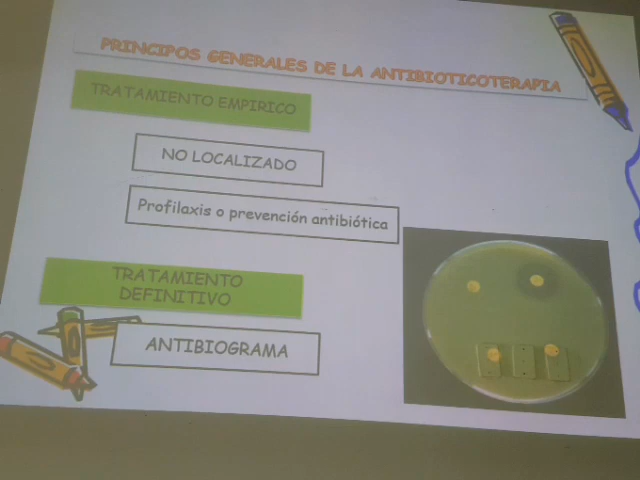 PRINCIPOS GENERALES DE LA ANTIBIOTICOTERAPIA
TRATAMIENTO EMPIRICO
NO LOCALIZADO
Profilaxis o prevención antibiótica
TRATAMIENTO
DEFINITIVO
ANTIBIOGRAMA